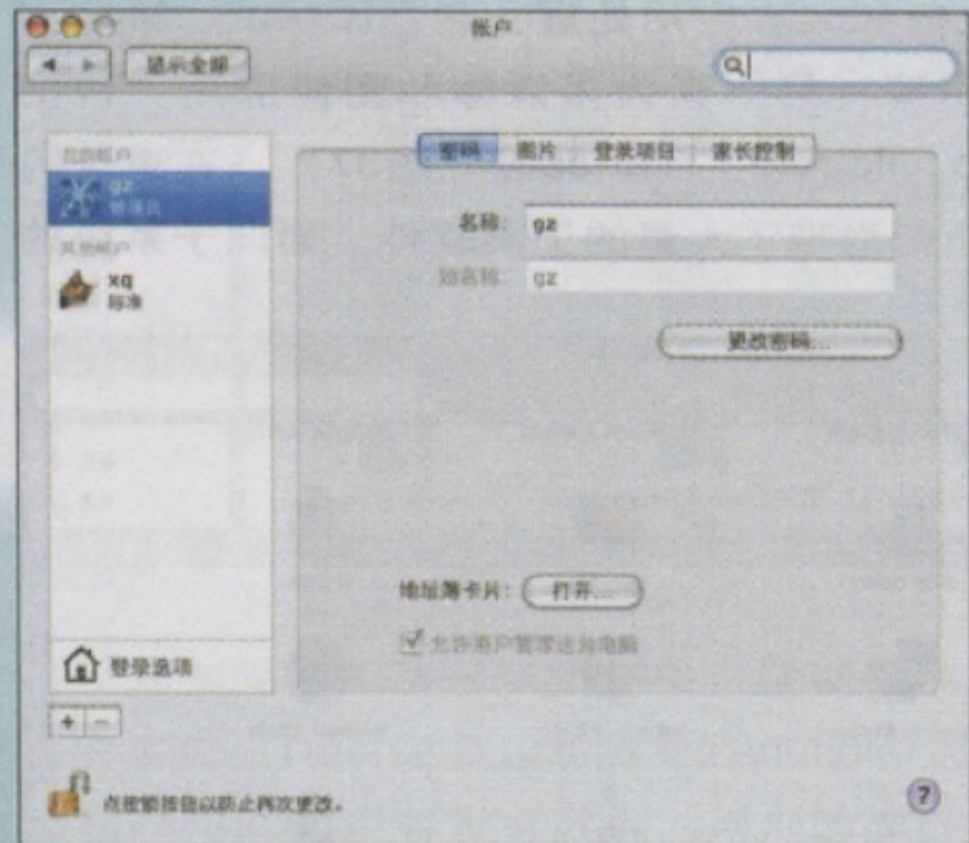 帐户
显示全部
我的帐户
gz
管理员
其他帐户
xq
标准
登录选项
+ −
密码 图片 登录项目 家长控制
名称: gz
短名称: gz
更改密码...
地址簿卡片: 打开...
允许用户管理这台电脑
点按锁按钮以防止再次更改。
?